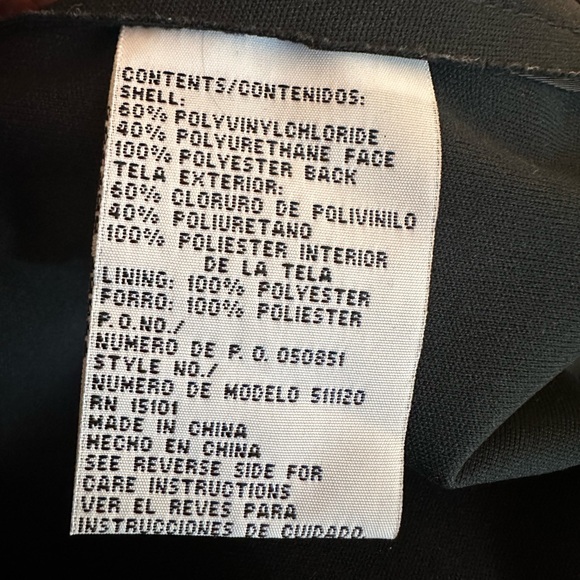 CONTENTS/CONTENIDOS:
SHELL:
60% POLYVINYLCHLORIDE
40% POLYURETHANE FACE
100% POLYESTER BACK
TELA EXTERIOR:
60% CLORURO DE POLIVINILO
40% POLIURETANO
100% POLIESTER INTERIOR
DE LA TELA
LINING: 100% POLYESTER
FORRO: 100% POLIESTER
P.O.NO./
NUMERO DE P.O. 050851
STYLE NO./
NUMERO DE MODELO 511120
RN 15101
MADE IN CHINA
HECHO EN CHINA
SEE REVERSE SIDE FOR
CARE INSTRUCTIONS
VER EL REVES PARA
INSTRUCCIONES DE CUIDADO